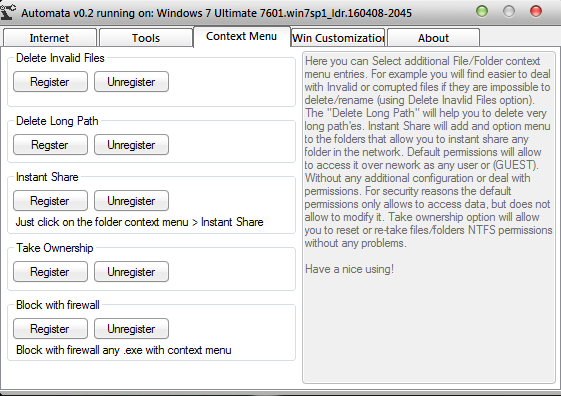 Automata v0.2 running on: Windows 7 Ultimate 7601.win7sp1_ldr.160408-2045
Internet
Tools
Context Menu
Win Customization
About
Delete Invalid Files
Register
Unregister
Delete Long Path
Regster
Unregister
Instant Share
Register
Unregister
Just click on the folder context menu > Instant Share
Take Ownership
Register
Unregister
Block with firewall
Register
Unregister
Block with firewall any .exe with context menu
Here you can Select additional File/Folder context
menu entries. For example you will find easier to deal
with Invalid or corrupted files if they are impossible to
delete/rename (using Delete Inavlid Files option).
The "Delete Long Path" will help you to delete very
long path'es. Instant Share will add and option menu
to the folders that allow you to instant share any
folder in the network. Default permissions will allow
to access it over nework as any user or (GUEST).
Without any additional configuration or deal with
permissions. For security reasons the default
permissions only allows to access data, but does not
allow to modify it. Take ownership option will allow
you to reset or re-take files/folders NTFS permissions
without any problems.
Have a nice using!